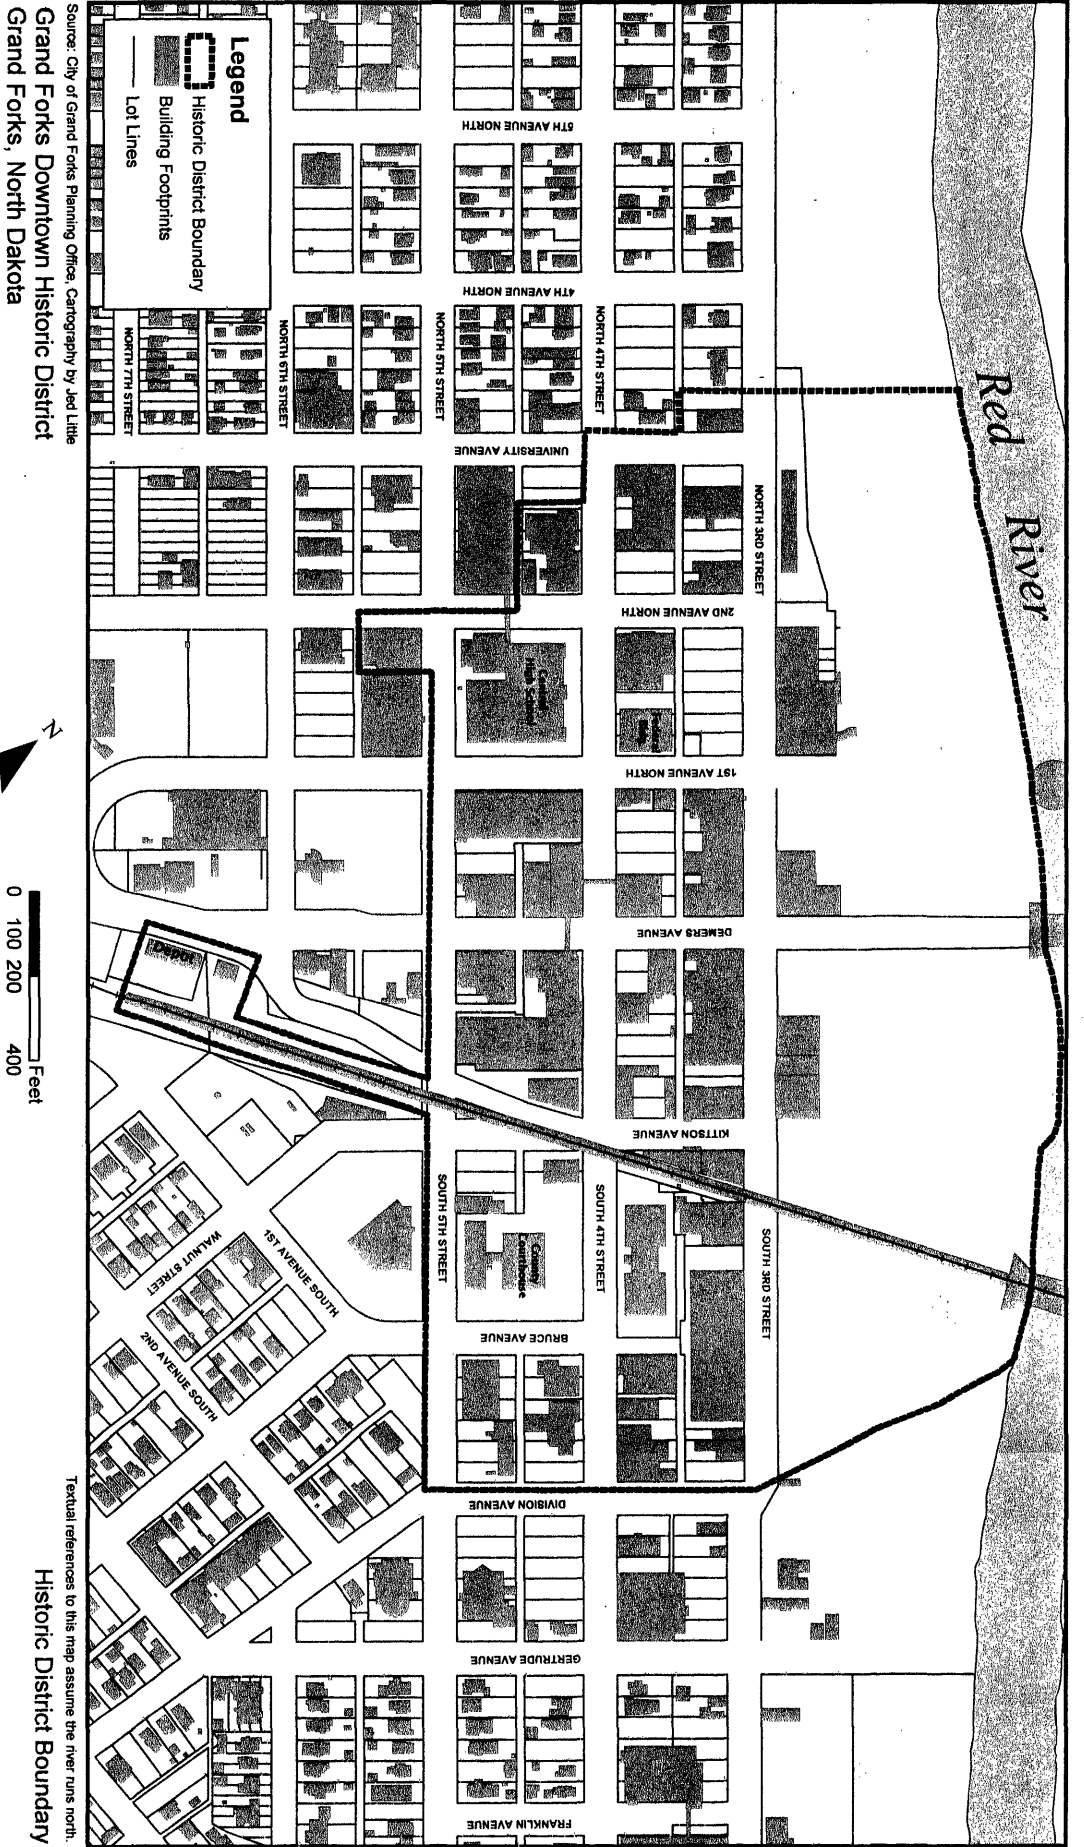 Red
River
Legend
Historic District Boundary
Building Footprints
Lot Lines
5TH AVENUE NORTH
4TH AVENUE NORTH
UNIVERSITY AVENUE
2ND AVENUE NORTH
1ST AVENUE NORTH
DEMERS AVENUE
KITTSON AVENUE
BRUCE AVENUE
DIVISION AVENUE
GERTRUDE AVENUE
FRANKLIN AVENUE
NORTH 3RD STREET
SOUTH 3RD STREET
NORTH 4TH STREET
SOUTH 4TH STREET
NORTH 5TH STREET
SOUTH 5TH STREET
NORTH 6TH STREET
NORTH 7TH STREET
Central
High School
Federal
Bldg
County
Courthouse
Depot
1ST AVENUE SOUTH
WALNUT STREET
2ND AVENUE SOUTH
Source: City of Grand Forks Planning Office, Cartography by Jed Little
Textual references to this map assume the river runs north.
Grand Forks Downtown Historic District
Grand Forks, North Dakota
N
0 100 200 400
Feet
Historic District Boundary